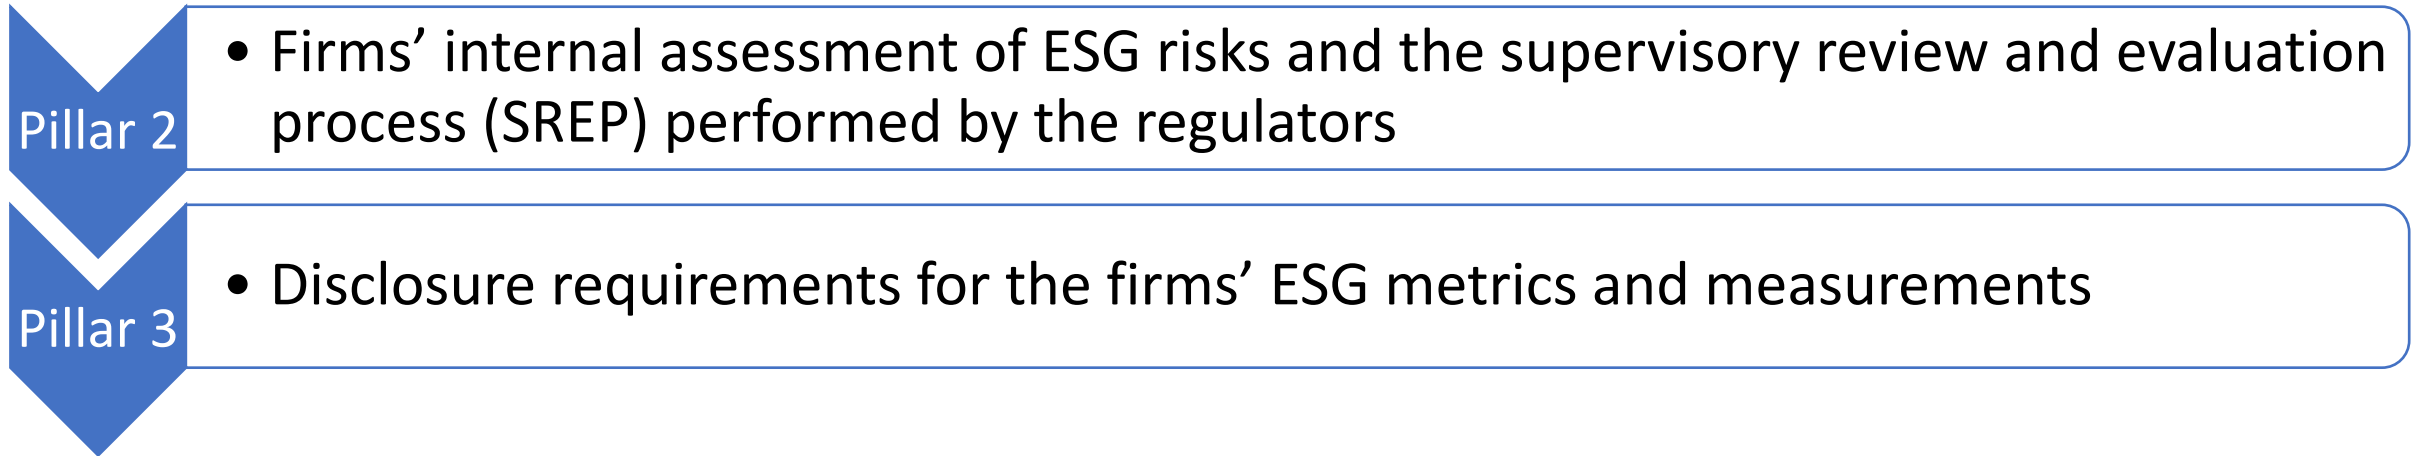 Pillar 2
• Firms’ internal assessment of ESG risks and the supervisory review and evaluation
process (SREP) performed by the regulators
Pillar 3
• Disclosure requirements for the firms’ ESG metrics and measurements